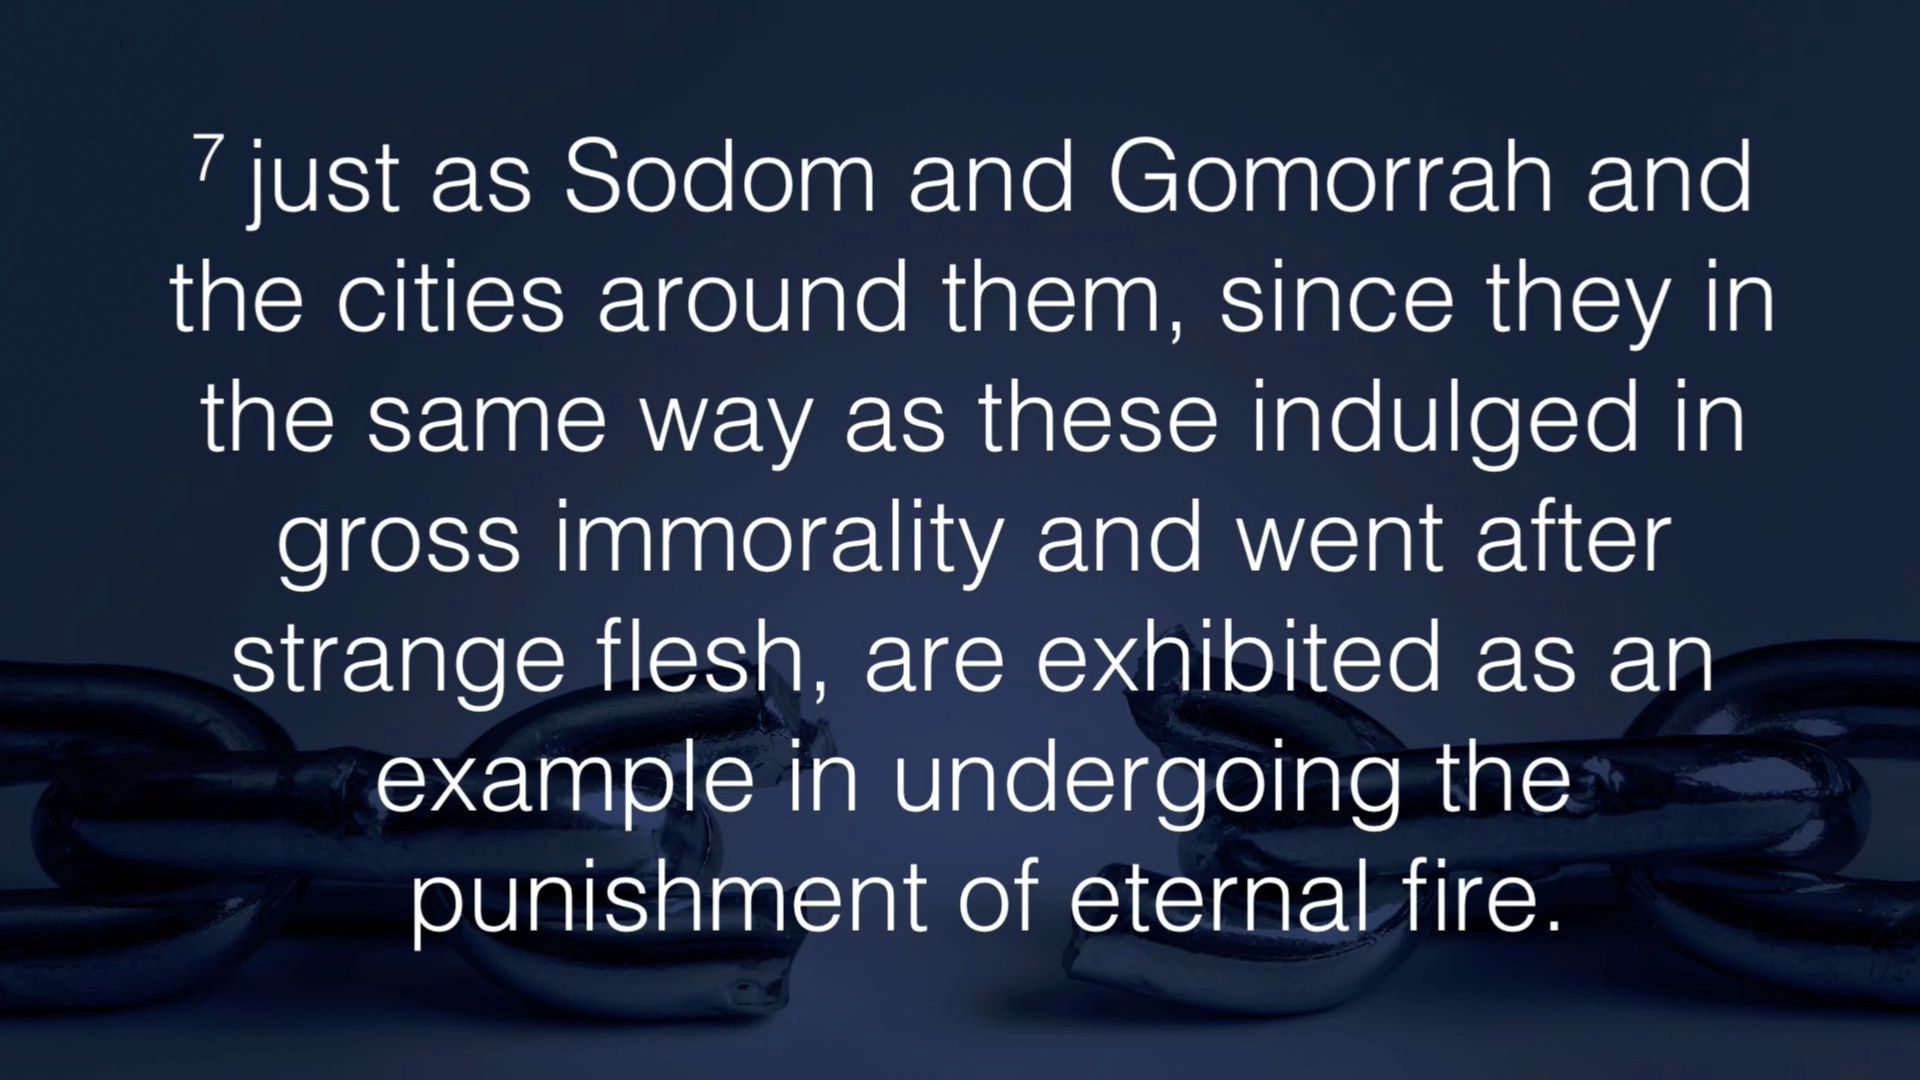 7 just as Sodom and Gomorrah and
the cities around them, since they in
the same way as these indulged in
gross immorality and went after
strange flesh, are exhibited as an
example in undergoing the
punishment of eternal fire.